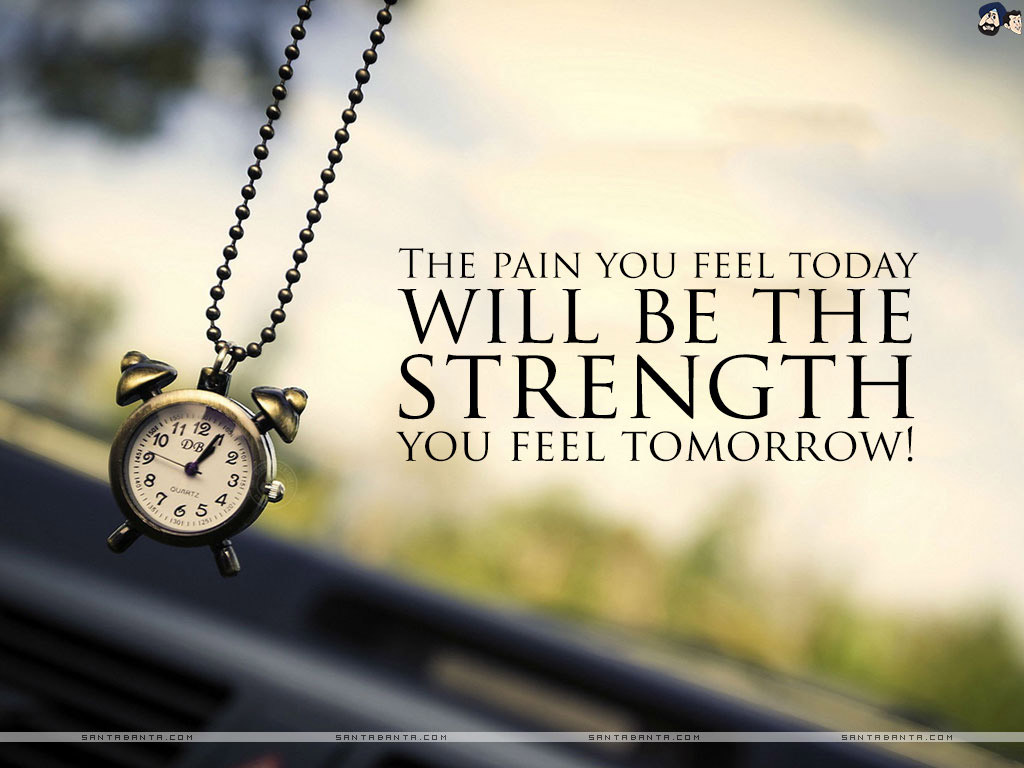 The pain you feel today
will be the
strength
you feel tomorrow!
12
1
2
3
4
5
6
7
8
9
10
11
DB
QUARTZ
SANTABANTA.COM SANTABANTA.COM SANTABANTA.COM SANTABANTA.COM